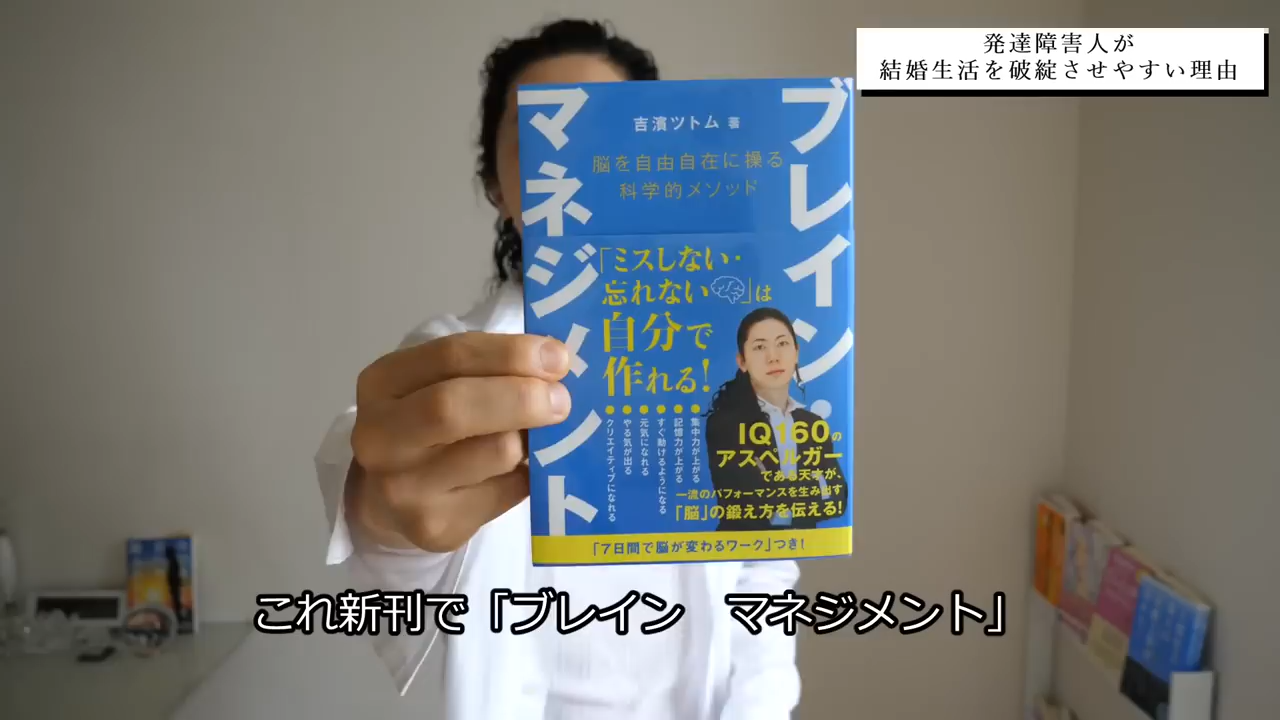 発達障害人が
結婚生活を破綻させやすい理由
ブレイン・
マネジメント
吉濱ツトム 著
脳を自由自在に操る
科学的メソッド
「ミスしない・
忘れない」は
自分で
作れる!
集中力が上がる
記憶力が上がる
すぐ動けるようになる
元気になれる
やる気が出る
クリエイティブになれる
IQ160の
アスペルガー
である天才が、
一流のパフォーマンスを生み出す
「脳」の鍛え方を伝える!
「7日間で脳が変わるワーク」つき!
これ新刊で「ブレイン マネジメント」